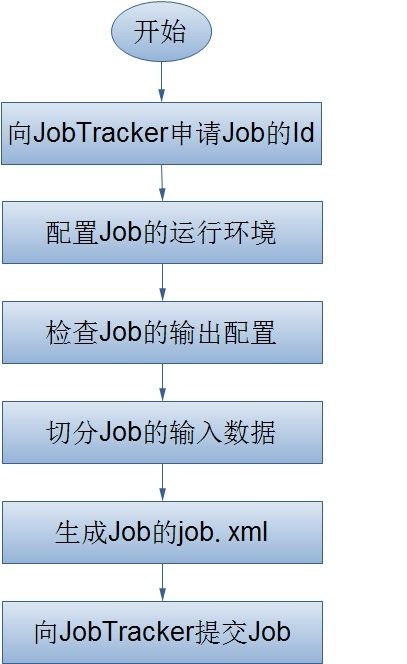 开始
向JobTracker申请Job的Id
配置Job的运行环境
检查Job的输出配置
切分Job的输入数据
生成Job的job.xml
向JobTracker提交Job